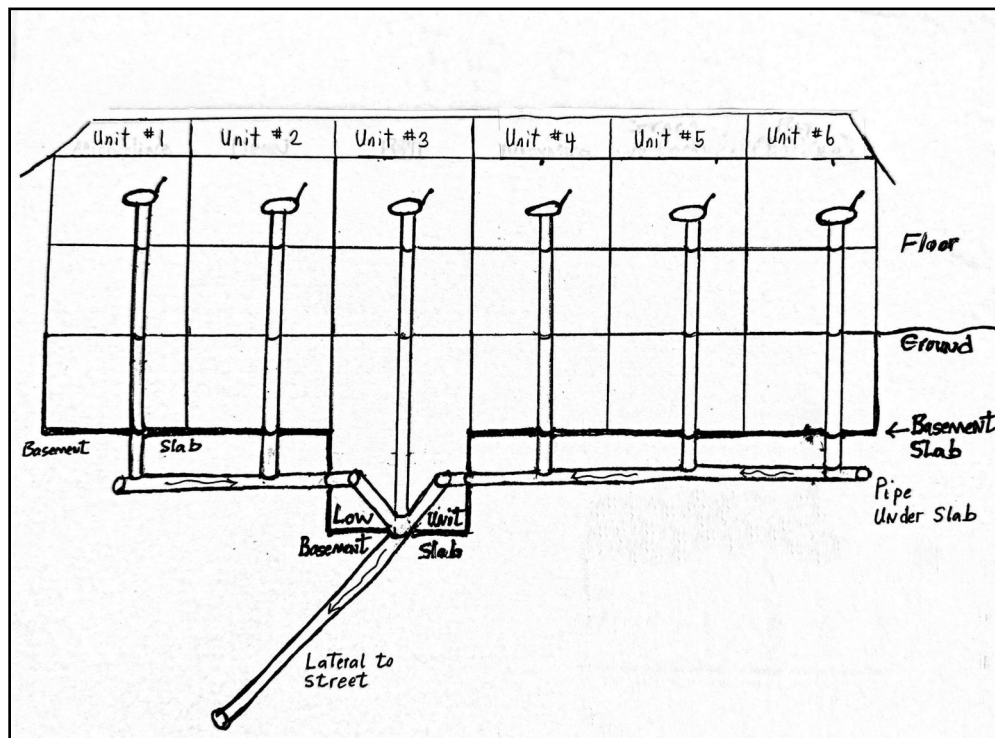 Unit #1
Unit #2
Unit #3
Unit #4
Unit #5
Unit #6
Floor
Ground
Basement
Slab
←Basement
Slab
Pipe
Under Slab
Low
Unit
Basement
Slab
Lateral to
Street